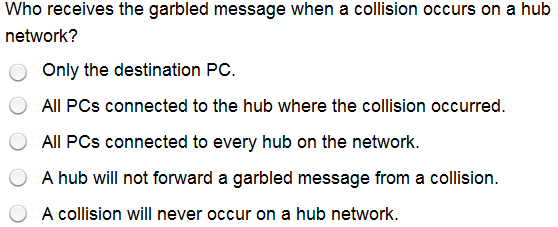 Who receives the garbled message when a collision occurs on a hub
network?
Only the destination PC.
All PCs connected to the hub where the collision occurred.
All PCs connected to every hub on the network.
A hub will not forward a garbled message from a collision.
A collision will never occur on a hub network.